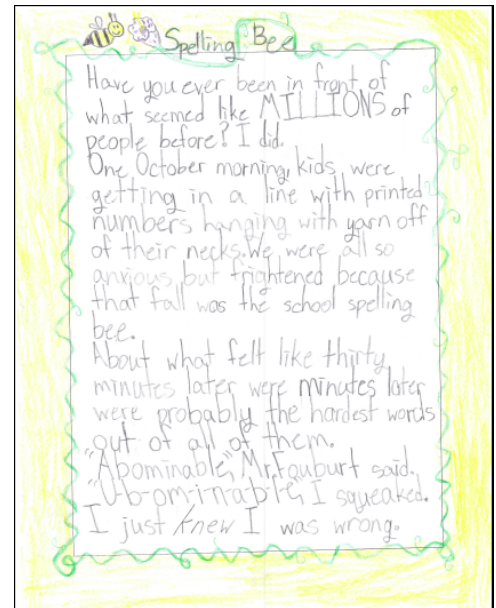 Spelling Bee
Have you ever been in front of
what seemed like MILLIONS of
people before? I did.
One October morning, kids were
getting in a line with printed
numbers hanging with yarn off
of their necks. We were all so
anxious but frightened because
that fall was the school spelling
bee.
About what felt like thirty
minutes later were minutes later
were probably the hardest words
out of all of them.
"Abominable," Mr. Fauburt said.
"U-b-om-i-n-a-b-l-e," I squeaked.
I just knew I was wrong.